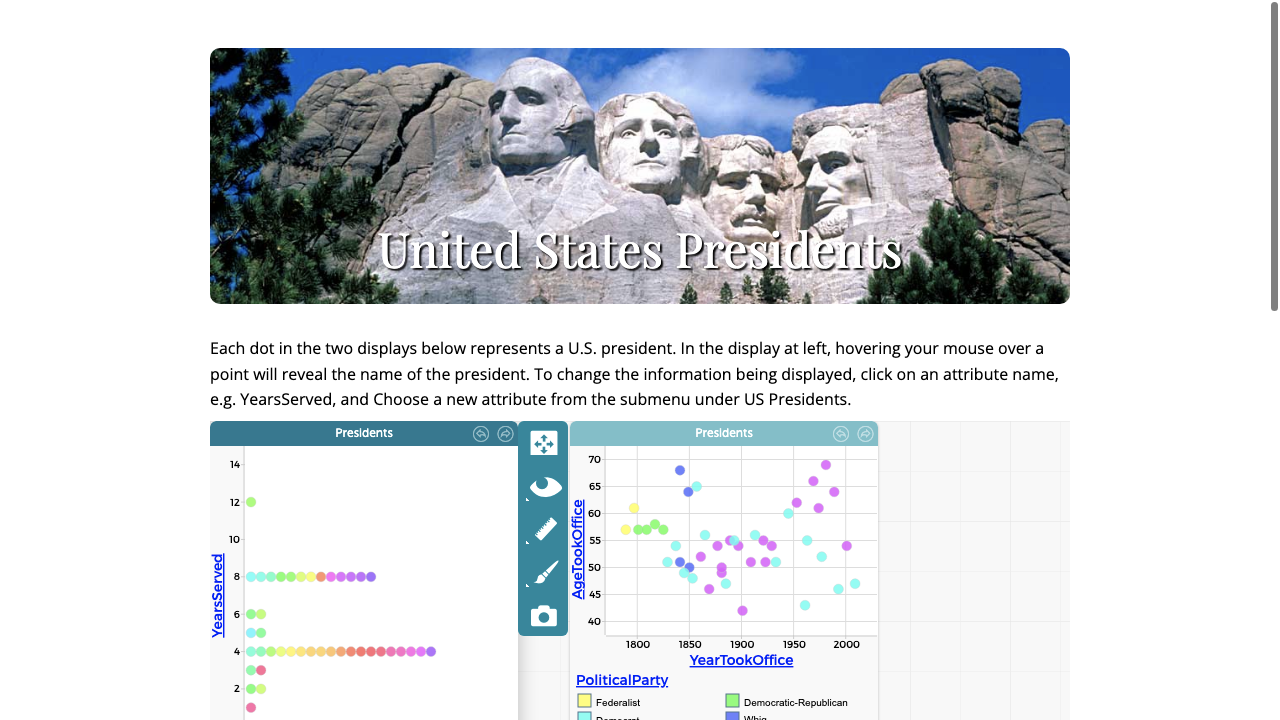 United States Presidents
Each dot in the two displays below represents a U.S. president. In the display at left, hovering your mouse over a
point will reveal the name of the president. To change the information being displayed, click on an attribute name,
e.g. YearsServed, and Choose a new attribute from the submenu under US Presidents.
Presidents
14
12
10
8
6
4
2
YearsServed
Presidents
70
65
60
55
50
45
40
AgeTookOffice
1800 1850 1900 1950 2000
YearTookOffice
PoliticalParty
Federalist
Democratic-Republican
Democrat
Whig